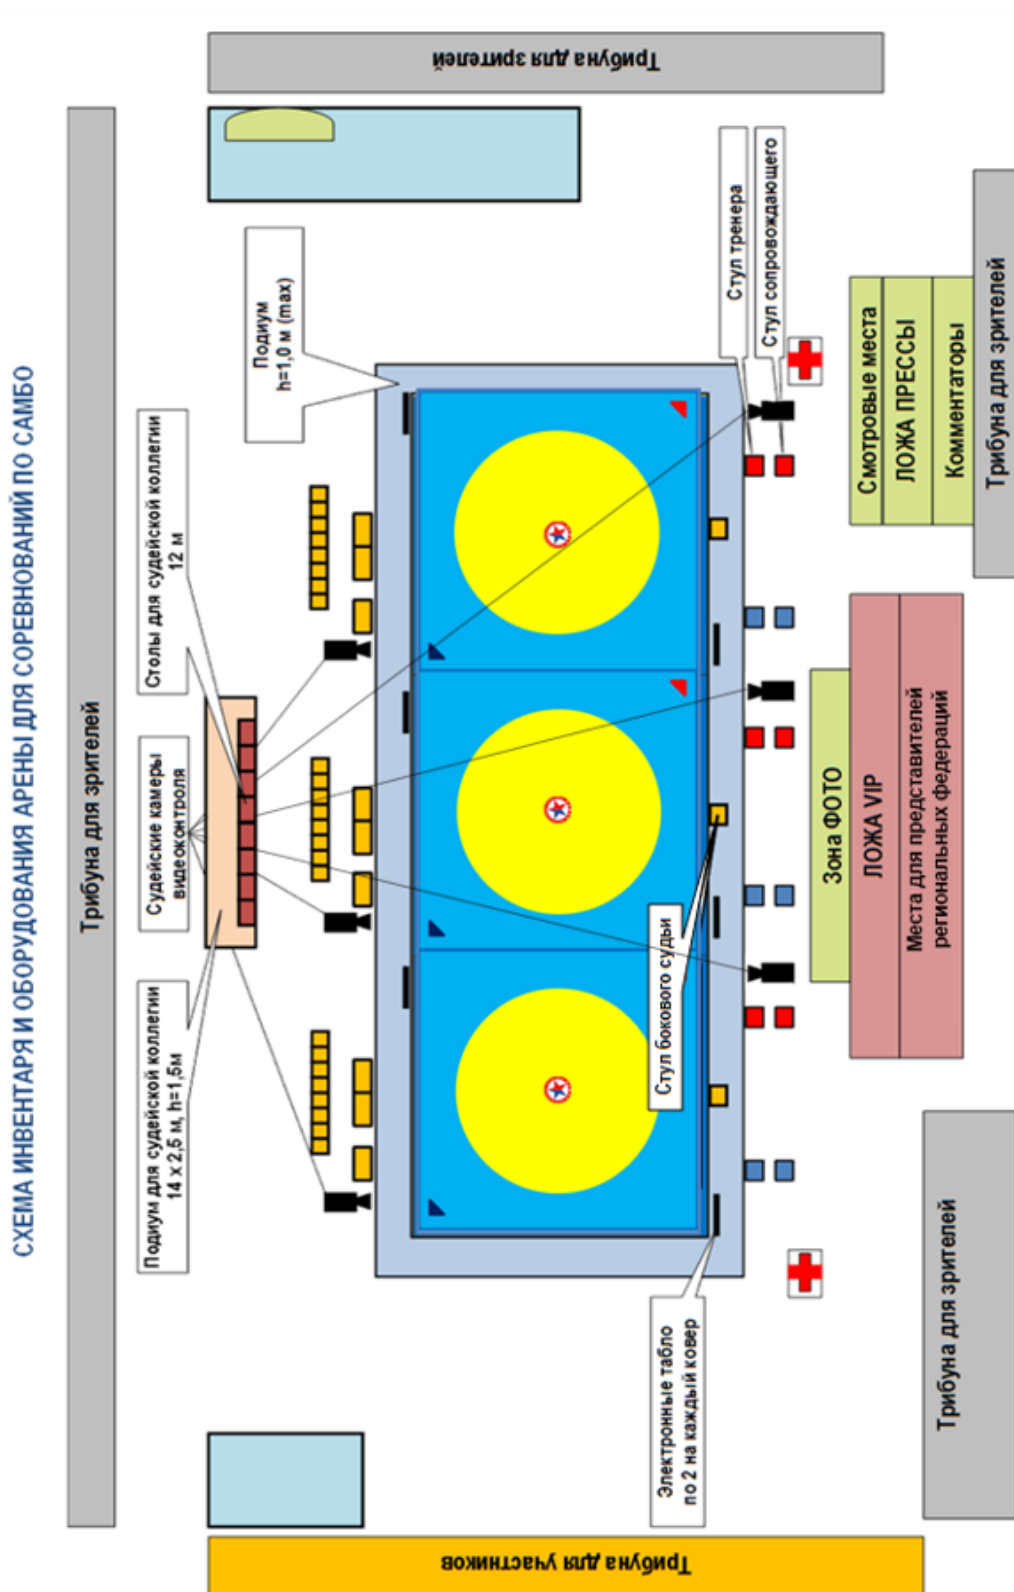 СХЕМА ИНВЕНТАРЯ И ОБОРУДОВАНИЯ АРЕНЫ ДЛЯ СОРЕВНОВАНИЙ ПО САМБО
Трибуна для зрителей
Подиум для судейской коллегии
14 х 2,5 м, h=1,5м
Судейские камеры
видеоконтроля
Столы для судейской коллегии
12 м
Подиум
h=1,0 м (max)
Трибуна для зрителей
Трибуна для участников
Электронные табло
по 2 на каждый ковер
Стул бокового судьи
Стул тренера
Стул сопровождающего
Зона ФОТО
ЛОЖА VIP
Места для представителей
региональных федераций
Смотровые места
ЛОЖА ПРЕССЫ
Комментаторы
Трибуна для зрителей
Трибуна для зрителей